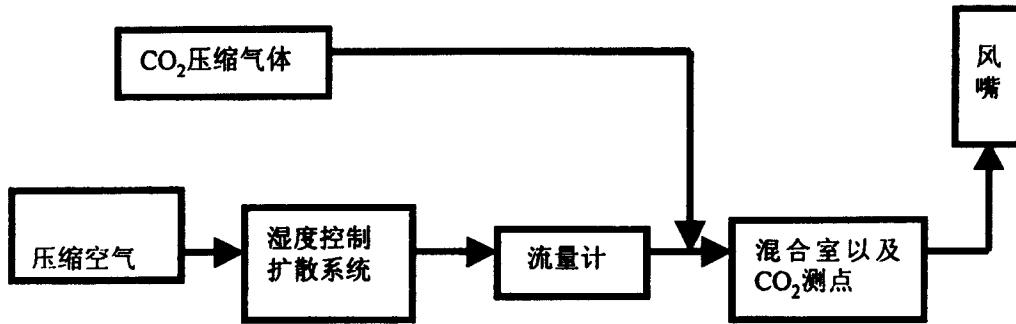 CO₂压缩气体
风
嘴
压缩空气
湿度控制
扩散系统
流量计
混合室以及
CO₂测点